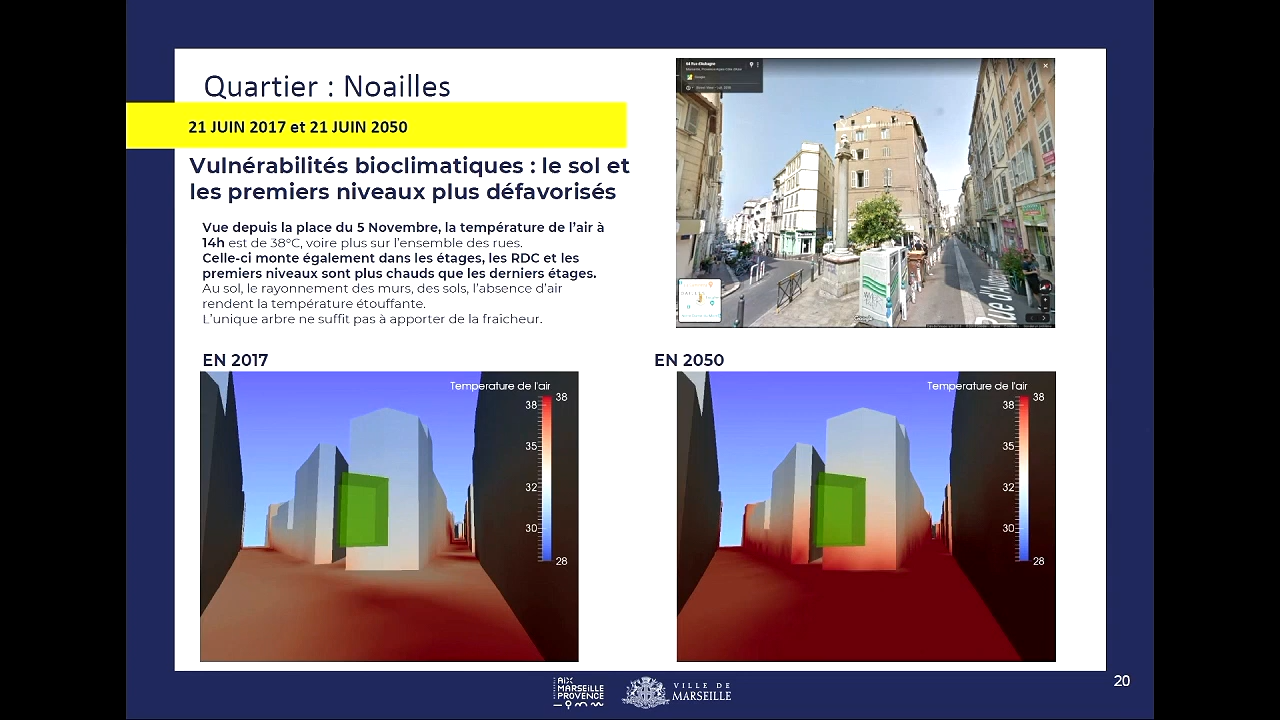 Quartier : Noailles
21 JUIN 2017 et 21 JUIN 2050
Vulnérabilités bioclimatiques : le sol et
les premiers niveaux plus défavorisés
Vue depuis la place du 5 Novembre, la température de l'air à
14h est de 38°C, voire plus sur l'ensemble des rues.
Celle-ci monte également dans les étages, les RDC et les
premiers niveaux sont plus chauds que les derniers étages.
Au sol, le rayonnement des murs, des sols, l'absence d'air
rendent la température étouffante.
L'unique arbre ne suffit pas à apporter de la fraicheur.
Rue d'Aub
Google
EN 2017
Temperature de l'air
38
38
35
32
30
28
EN 2050
Temperature de l'air
38
38
35
32
30
28
AIX
MARSEILLE
PROVENCE
VILLE DE
MARSEILLE
20